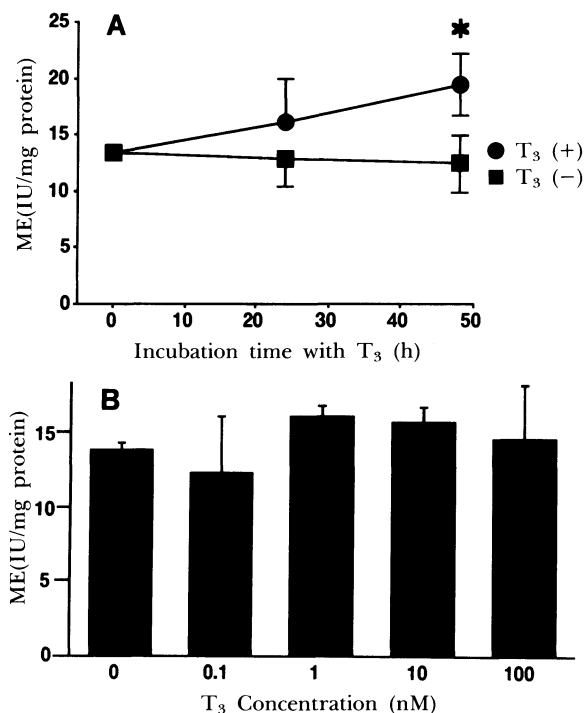 A
*
25
20
15
10
5
0
ME(IU/mg protein)
T₃ (+)
T₃ (−)
0 10 20 30 40 50
Incubation time with T₃ (h)
B
15
10
5
0
ME(IU/mg protein)
0 0.1 1 10 100
T₃ Concentration (nM)